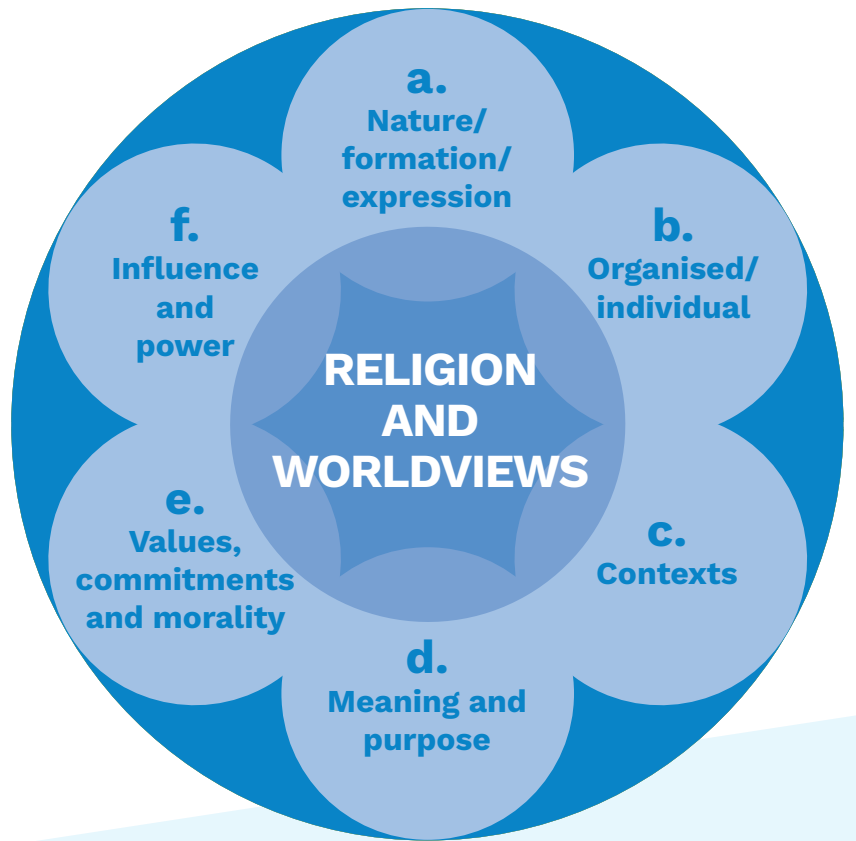 a.
Nature/
formation/
expression
b.
Organised/
individual
c.
Contexts
d.
Meaning and
purpose
e.
Values,
commitments
and morality
f.
Influence
and
power
RELIGION
AND
WORLDVIEWS